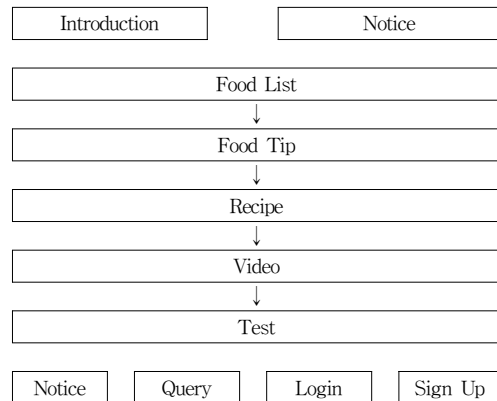 Introduction Notice
Food List
↓
Food Tip
↓
Recipe
↓
Video
↓
Test
Notice Query Login Sign Up